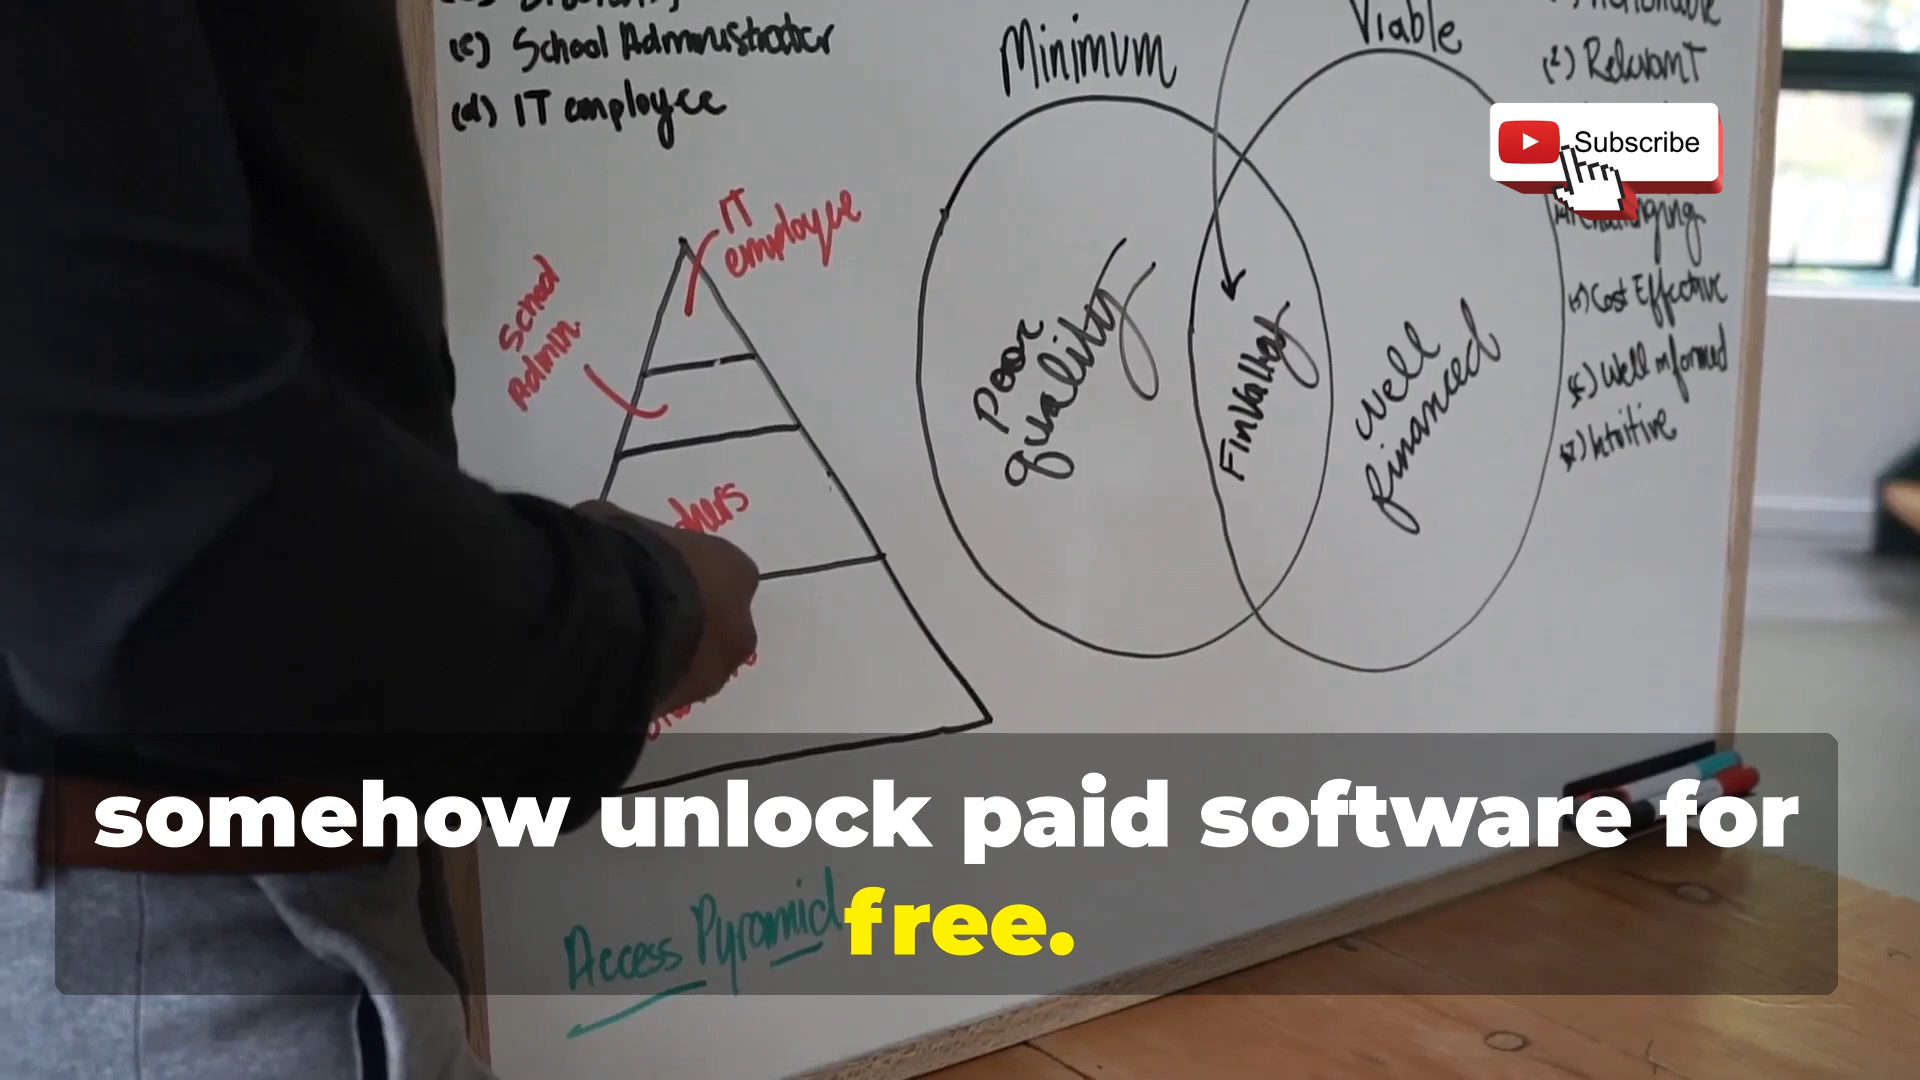 (c) School Administrator
(d) IT employee
Minimum
Viable
(2) Relevant
Subscribe
IT
employee
School
Admin
Poor
quality
Well
financed
(5) Cost Effective
Well informed
Intuitive
somehow unlock paid software for
free.
Access Pyramid